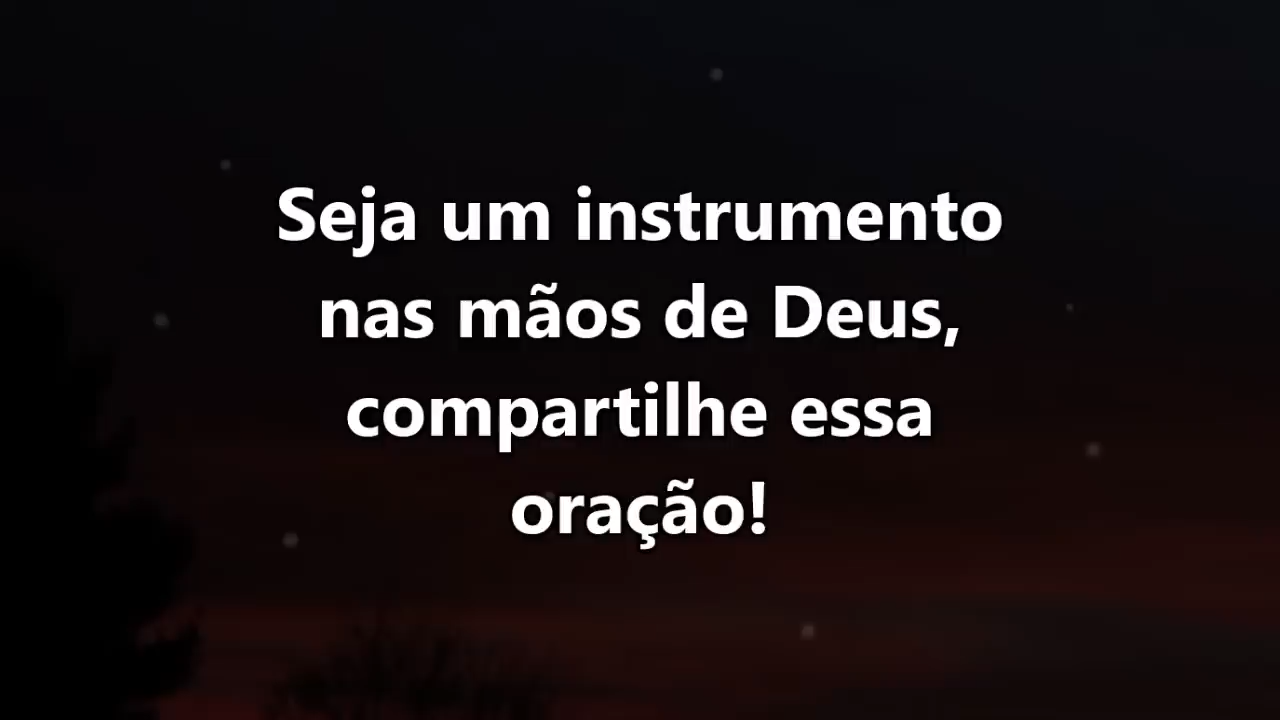 Seja um instrumento
nas mãos de Deus,
compartilhe essa
oração!